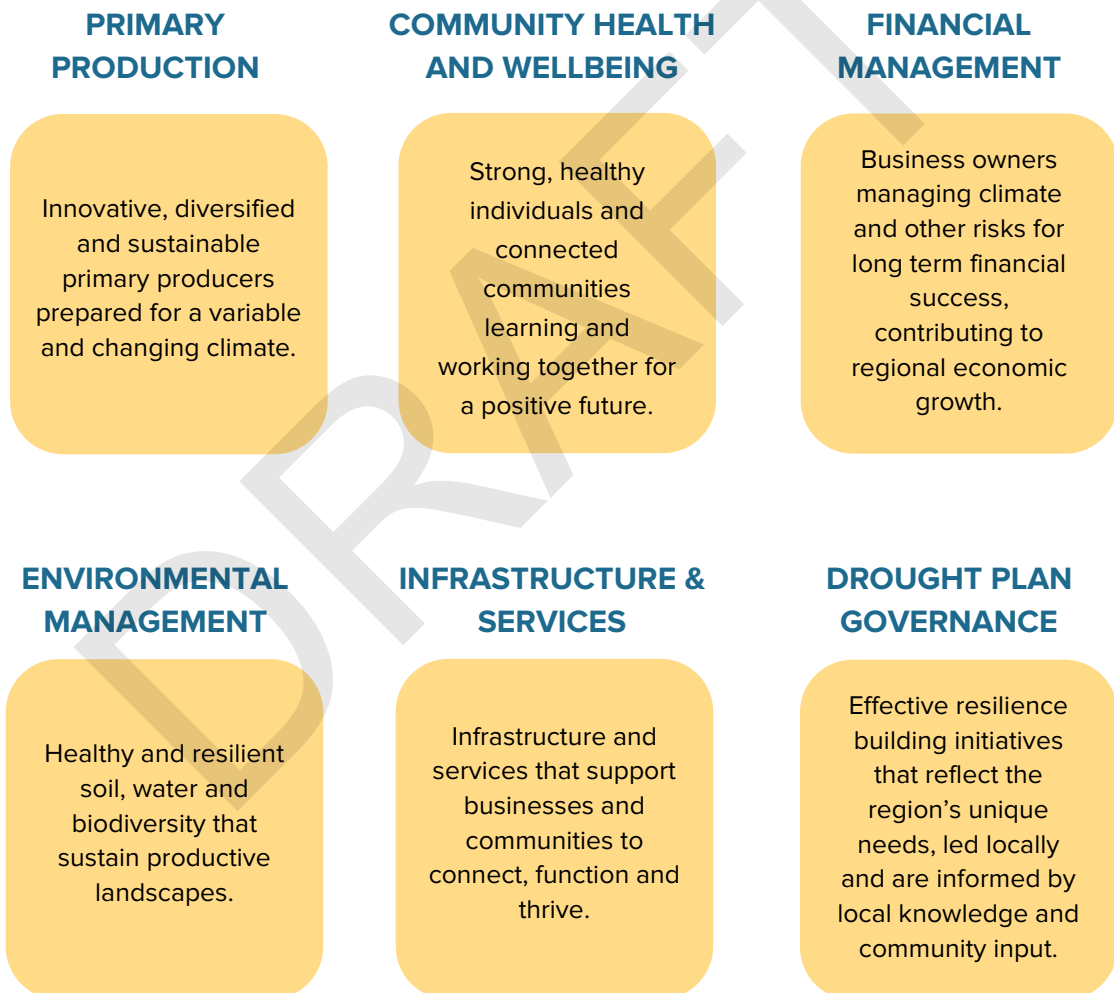 PRIMARY
PRODUCTION
Innovative, diversified
and sustainable
primary producers
prepared for a variable
and changing climate.
COMMUNITY HEALTH
AND WELLBEING
Strong, healthy
individuals and
connected
communities
learning and
working together for
a positive future.
FINANCIAL
MANAGEMENT
Business owners
managing climate
and other risks for
long term financial
success,
contributing to
regional economic
growth.
ENVIRONMENTAL
MANAGEMENT
Healthy and resilient
soil, water and
biodiversity that
sustain productive
landscapes.
INFRASTRUCTURE &
SERVICES
Infrastructure and
services that support
businesses and
communities to
connect, function and
thrive.
DROUGHT PLAN
GOVERNANCE
Effective resilience
building initiatives
that reflect the
region’s unique
needs, led locally
and are informed by
local knowledge and
community input.
DRAFT